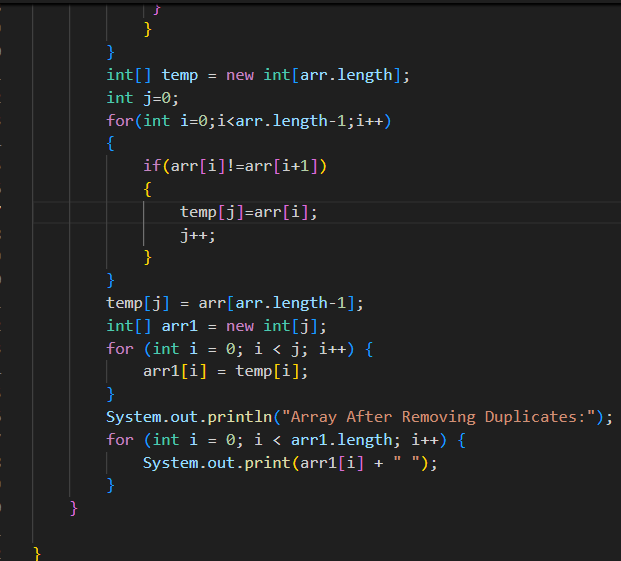 }
}
}
int[] temp = new int[arr.length];
int j=0;
for(int i=0;i<arr.length-1;i++)
{
if(arr[i]!=arr[i+1])
{
temp[j]=arr[i];
j++;
}
}
temp[j] = arr[arr.length-1];
int[] arr1 = new int[j];
for (int i = 0; i < j; i++) {
arr1[i] = temp[i];
}
System.out.println("Array After Removing Duplicates:");
for (int i = 0; i < arr1.length; i++) {
System.out.print(arr1[i] + " ");
}
}
}